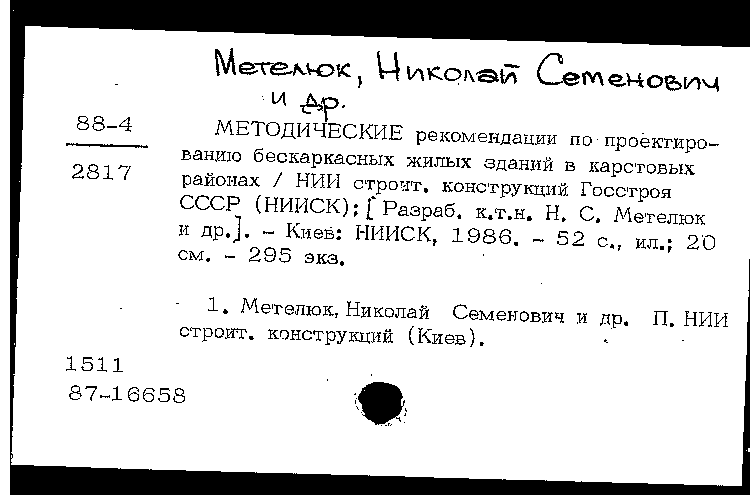 Метелюк, Николай Семенович
и др.
88-4
2817
МЕТОДИЧЕСКИЕ рекомендации по проектиро-
ванию бескаркасных жилых зданий в карстовых
районах / НИИ строит. конструкций Госстроя
СССР (НИИСК); [Разраб. к.т.н. Н. С. Метелюк
и др.]. - Киев: НИИСК, 1986. - 52 с., ил.; 20
см. - 295 экз.
1. Метелюк, Николай Семенович и др. П. НИИ
строит. конструкций (Киев).
1511
87-16658